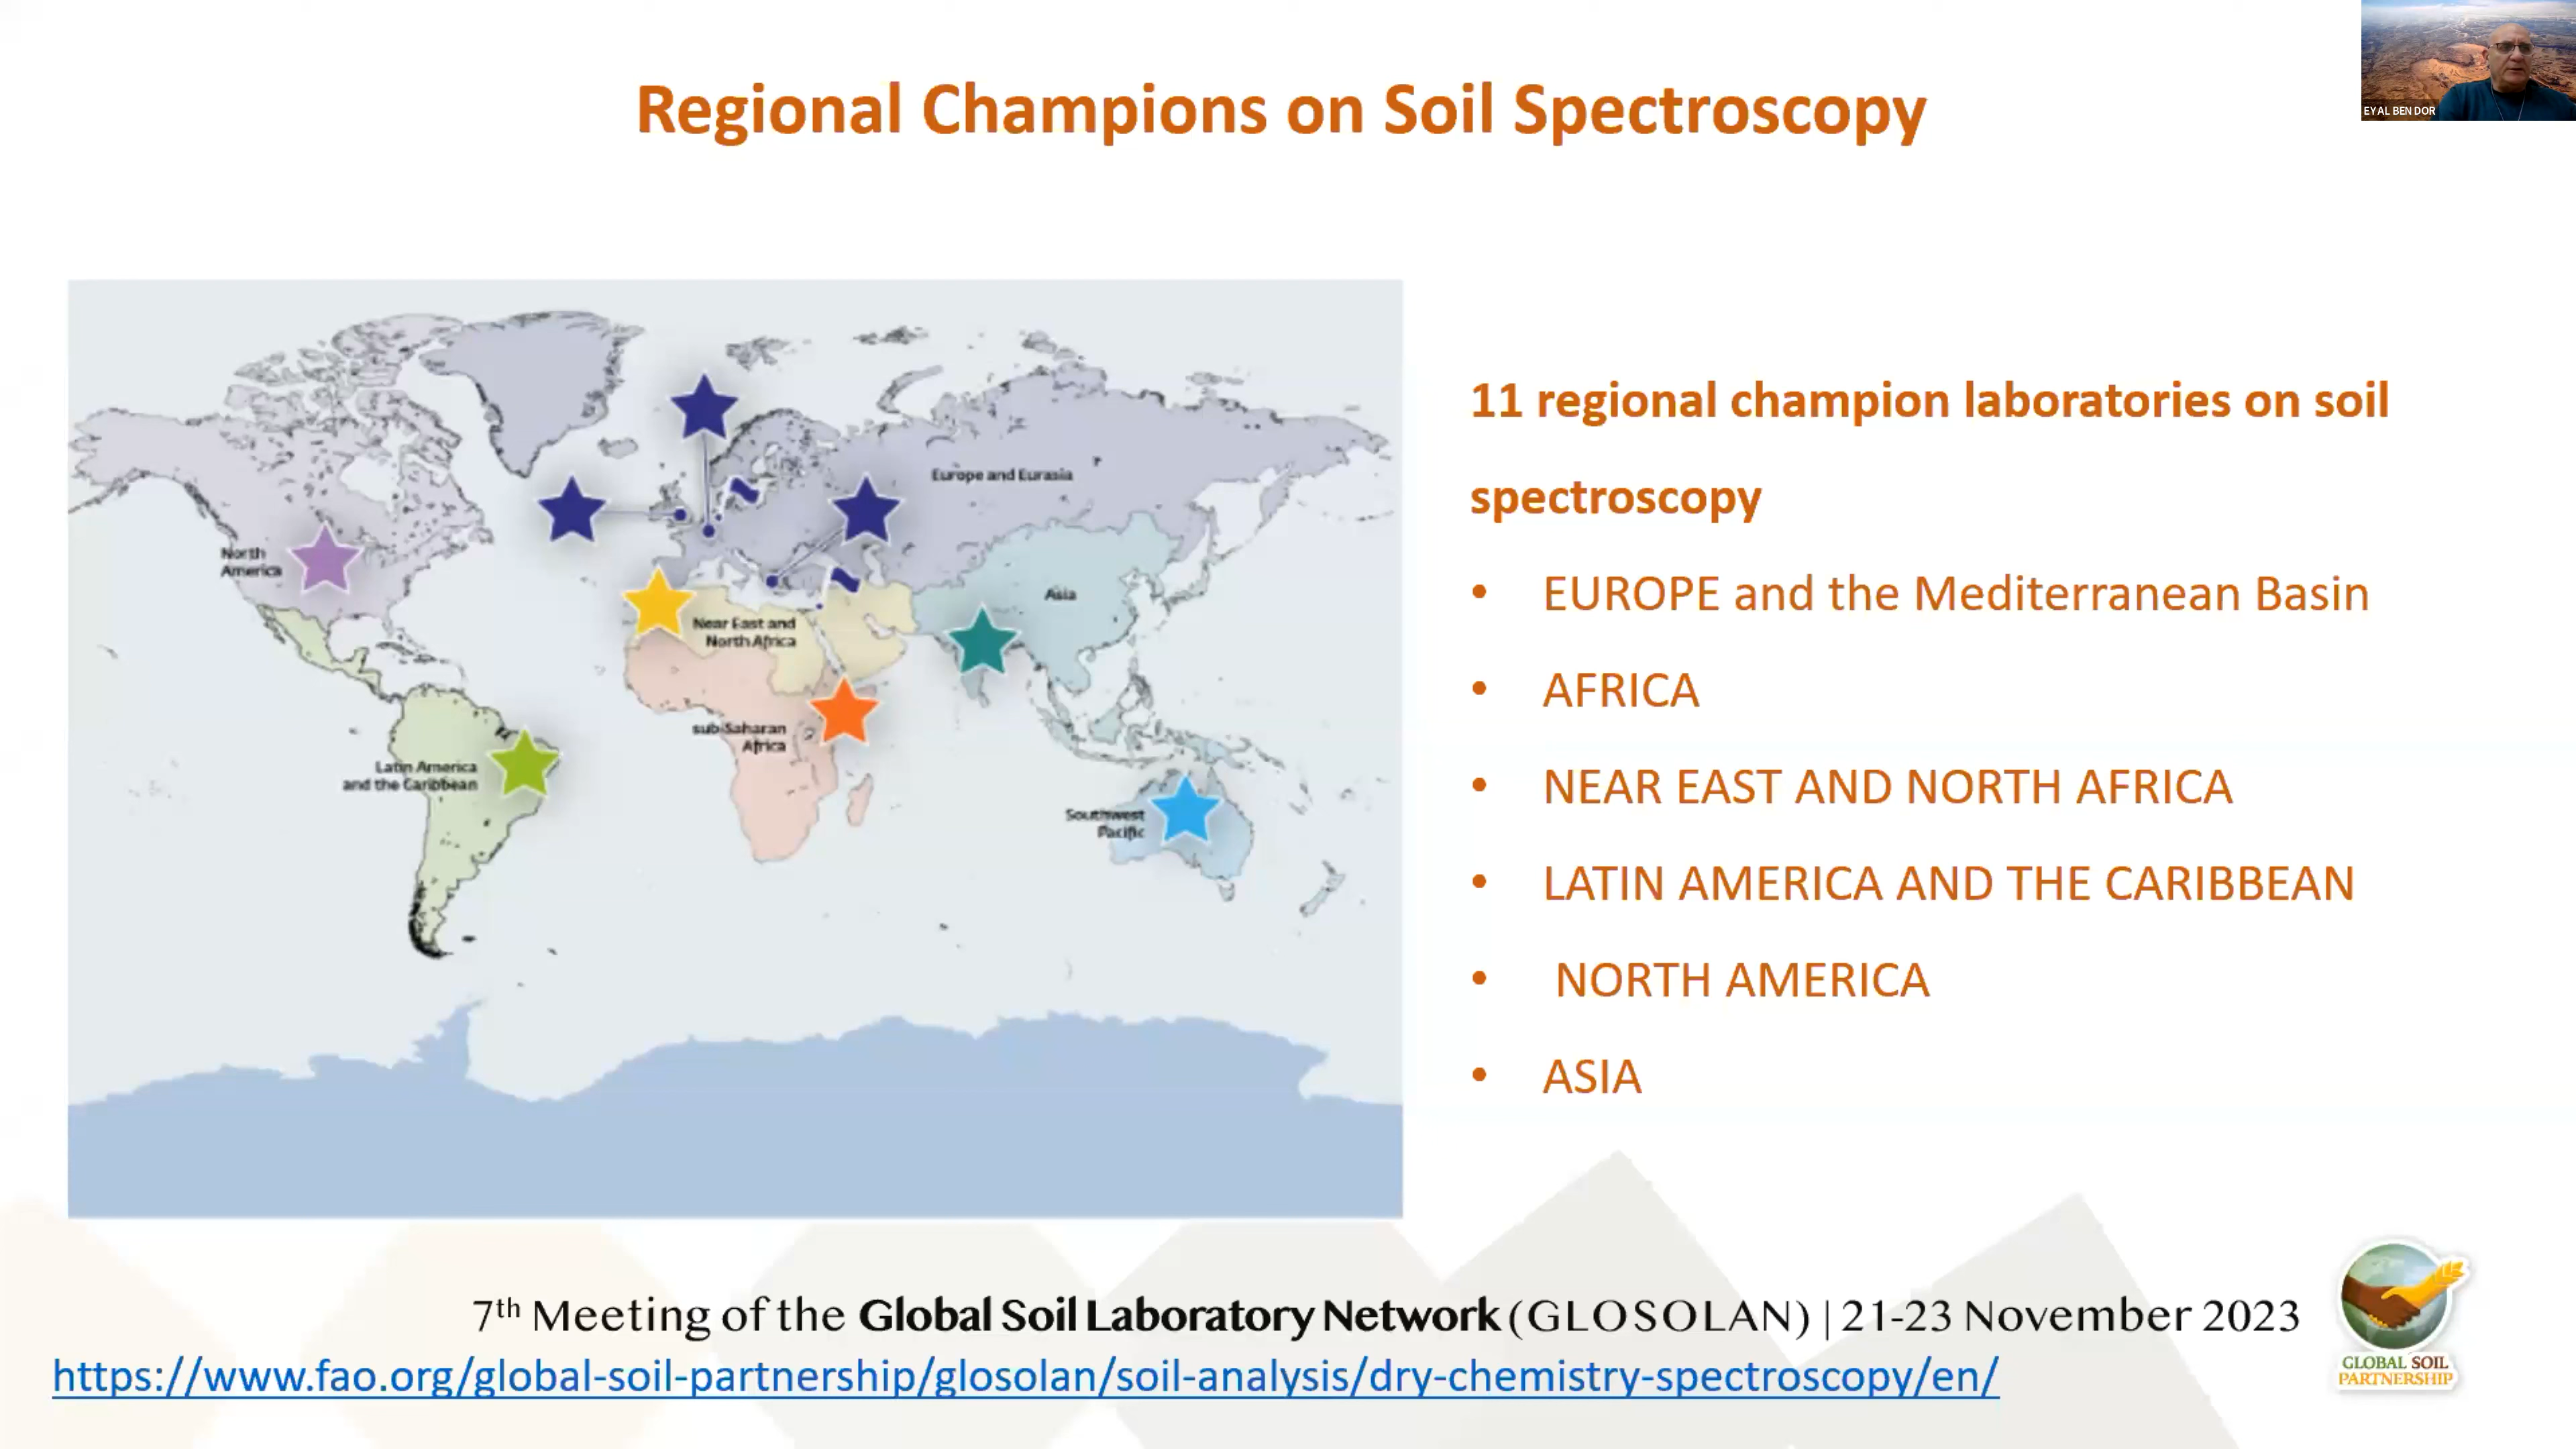 Regional Champions on Soil Spectroscopy
EYAL BEN DOR
Europe and Eurasia
North
America
Asia
Near East and
North Africa
sub-Saharan
Africa
Latin America
and the Caribbean
Southwest
Pacific
11 regional champion laboratories on soil
spectroscopy
• EUROPE and the Mediterranean Basin
• AFRICA
• NEAR EAST AND NORTH AFRICA
• LATIN AMERICA AND THE CARIBBEAN
• NORTH AMERICA
• ASIA
7th Meeting of the Global Soil Laboratory Network (GLOSOLAN) | 21-23 November 2023
https://www.fao.org/global-soil-partnership/glosolan/soil-analysis/dry-chemistry-spectroscopy/en/
GLOBAL SOIL
PARTNERSHIP